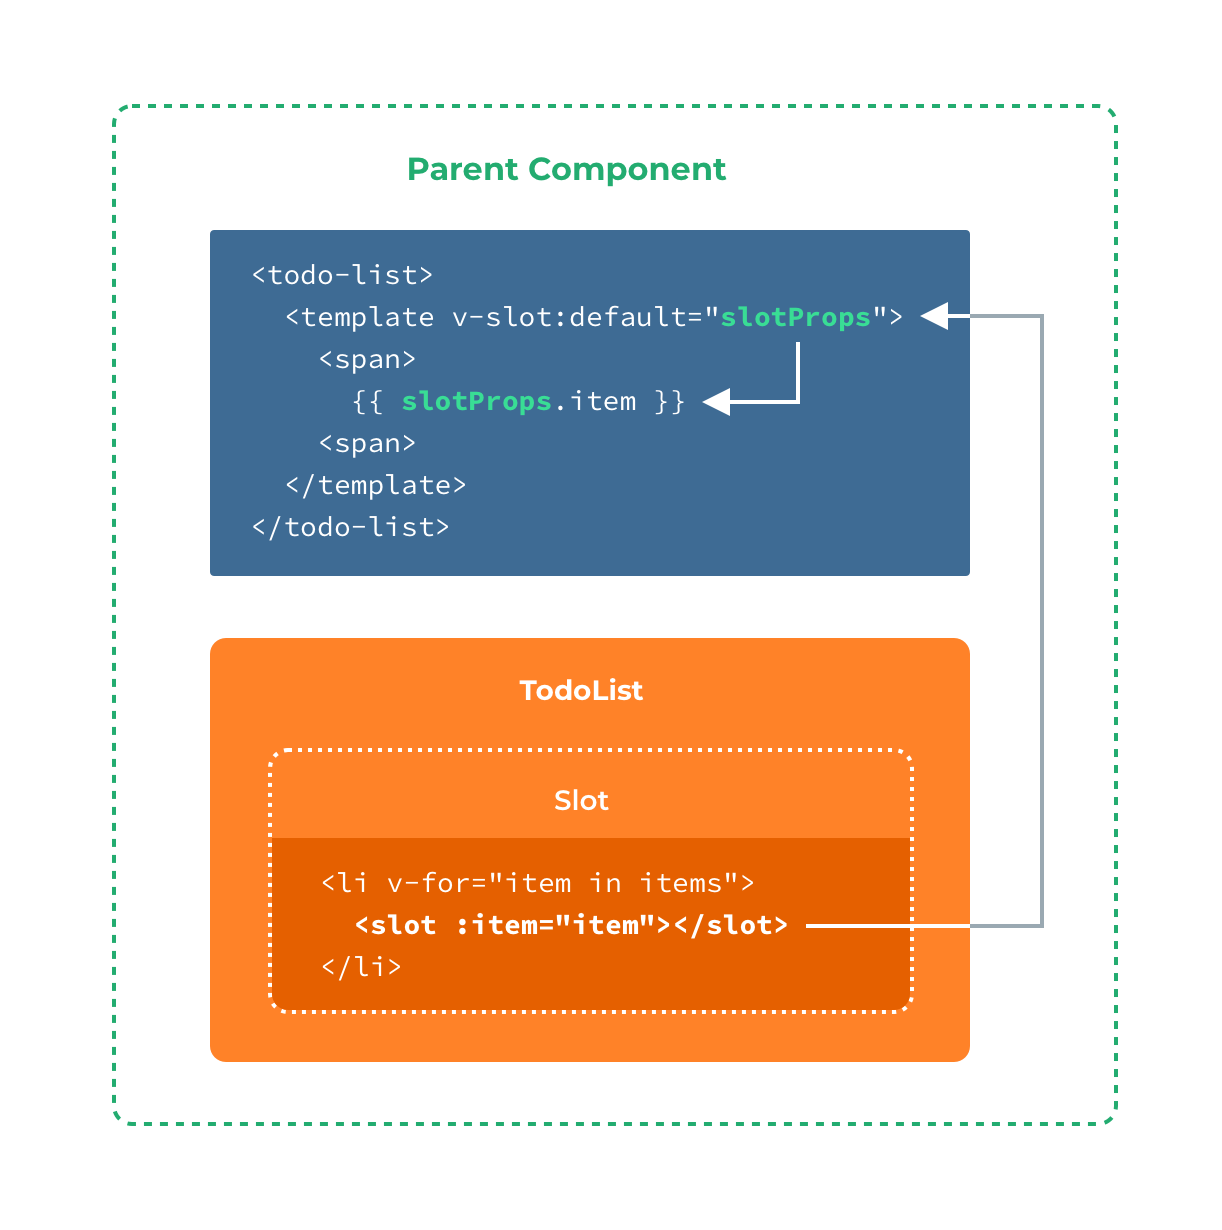 Parent Component
<todo-list>
<template v-slot:default="slotProps">
<span>
{{ slotProps.item }}
<span>
</template>
</todo-list>
TodoList
Slot
<li v-for="item in items">
<slot :item="item"></slot>
</li>